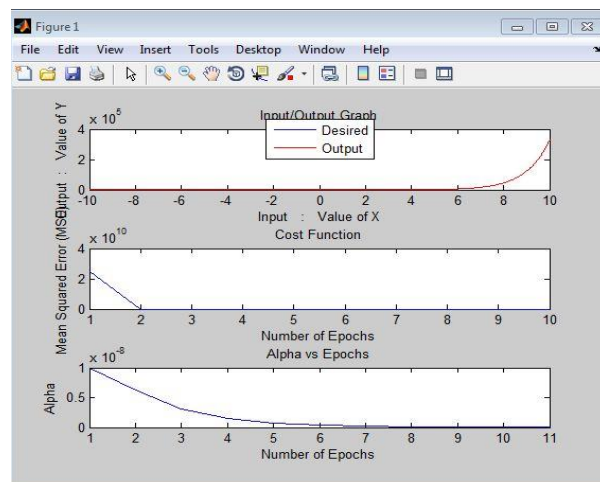 Figure 1
File Edit View Insert Tools Desktop Window Help
Input/Output Graph
Output : Value of Y
x 10^5
4
2
0
Desired
Output
-10 -8 -6 -4 -2 0 2 4 6 8 10
Input : Value of X
Cost Function
Mean Squared Error (MSE)
x 10^10
4
2
0
1 2 3 4 5 6 7 8 9 10
Number of Epochs
Alpha vs Epochs
Alpha
x 10^-8
1
0.5
0
1 2 3 4 5 6 7 8 9 10 11
Number of Epochs